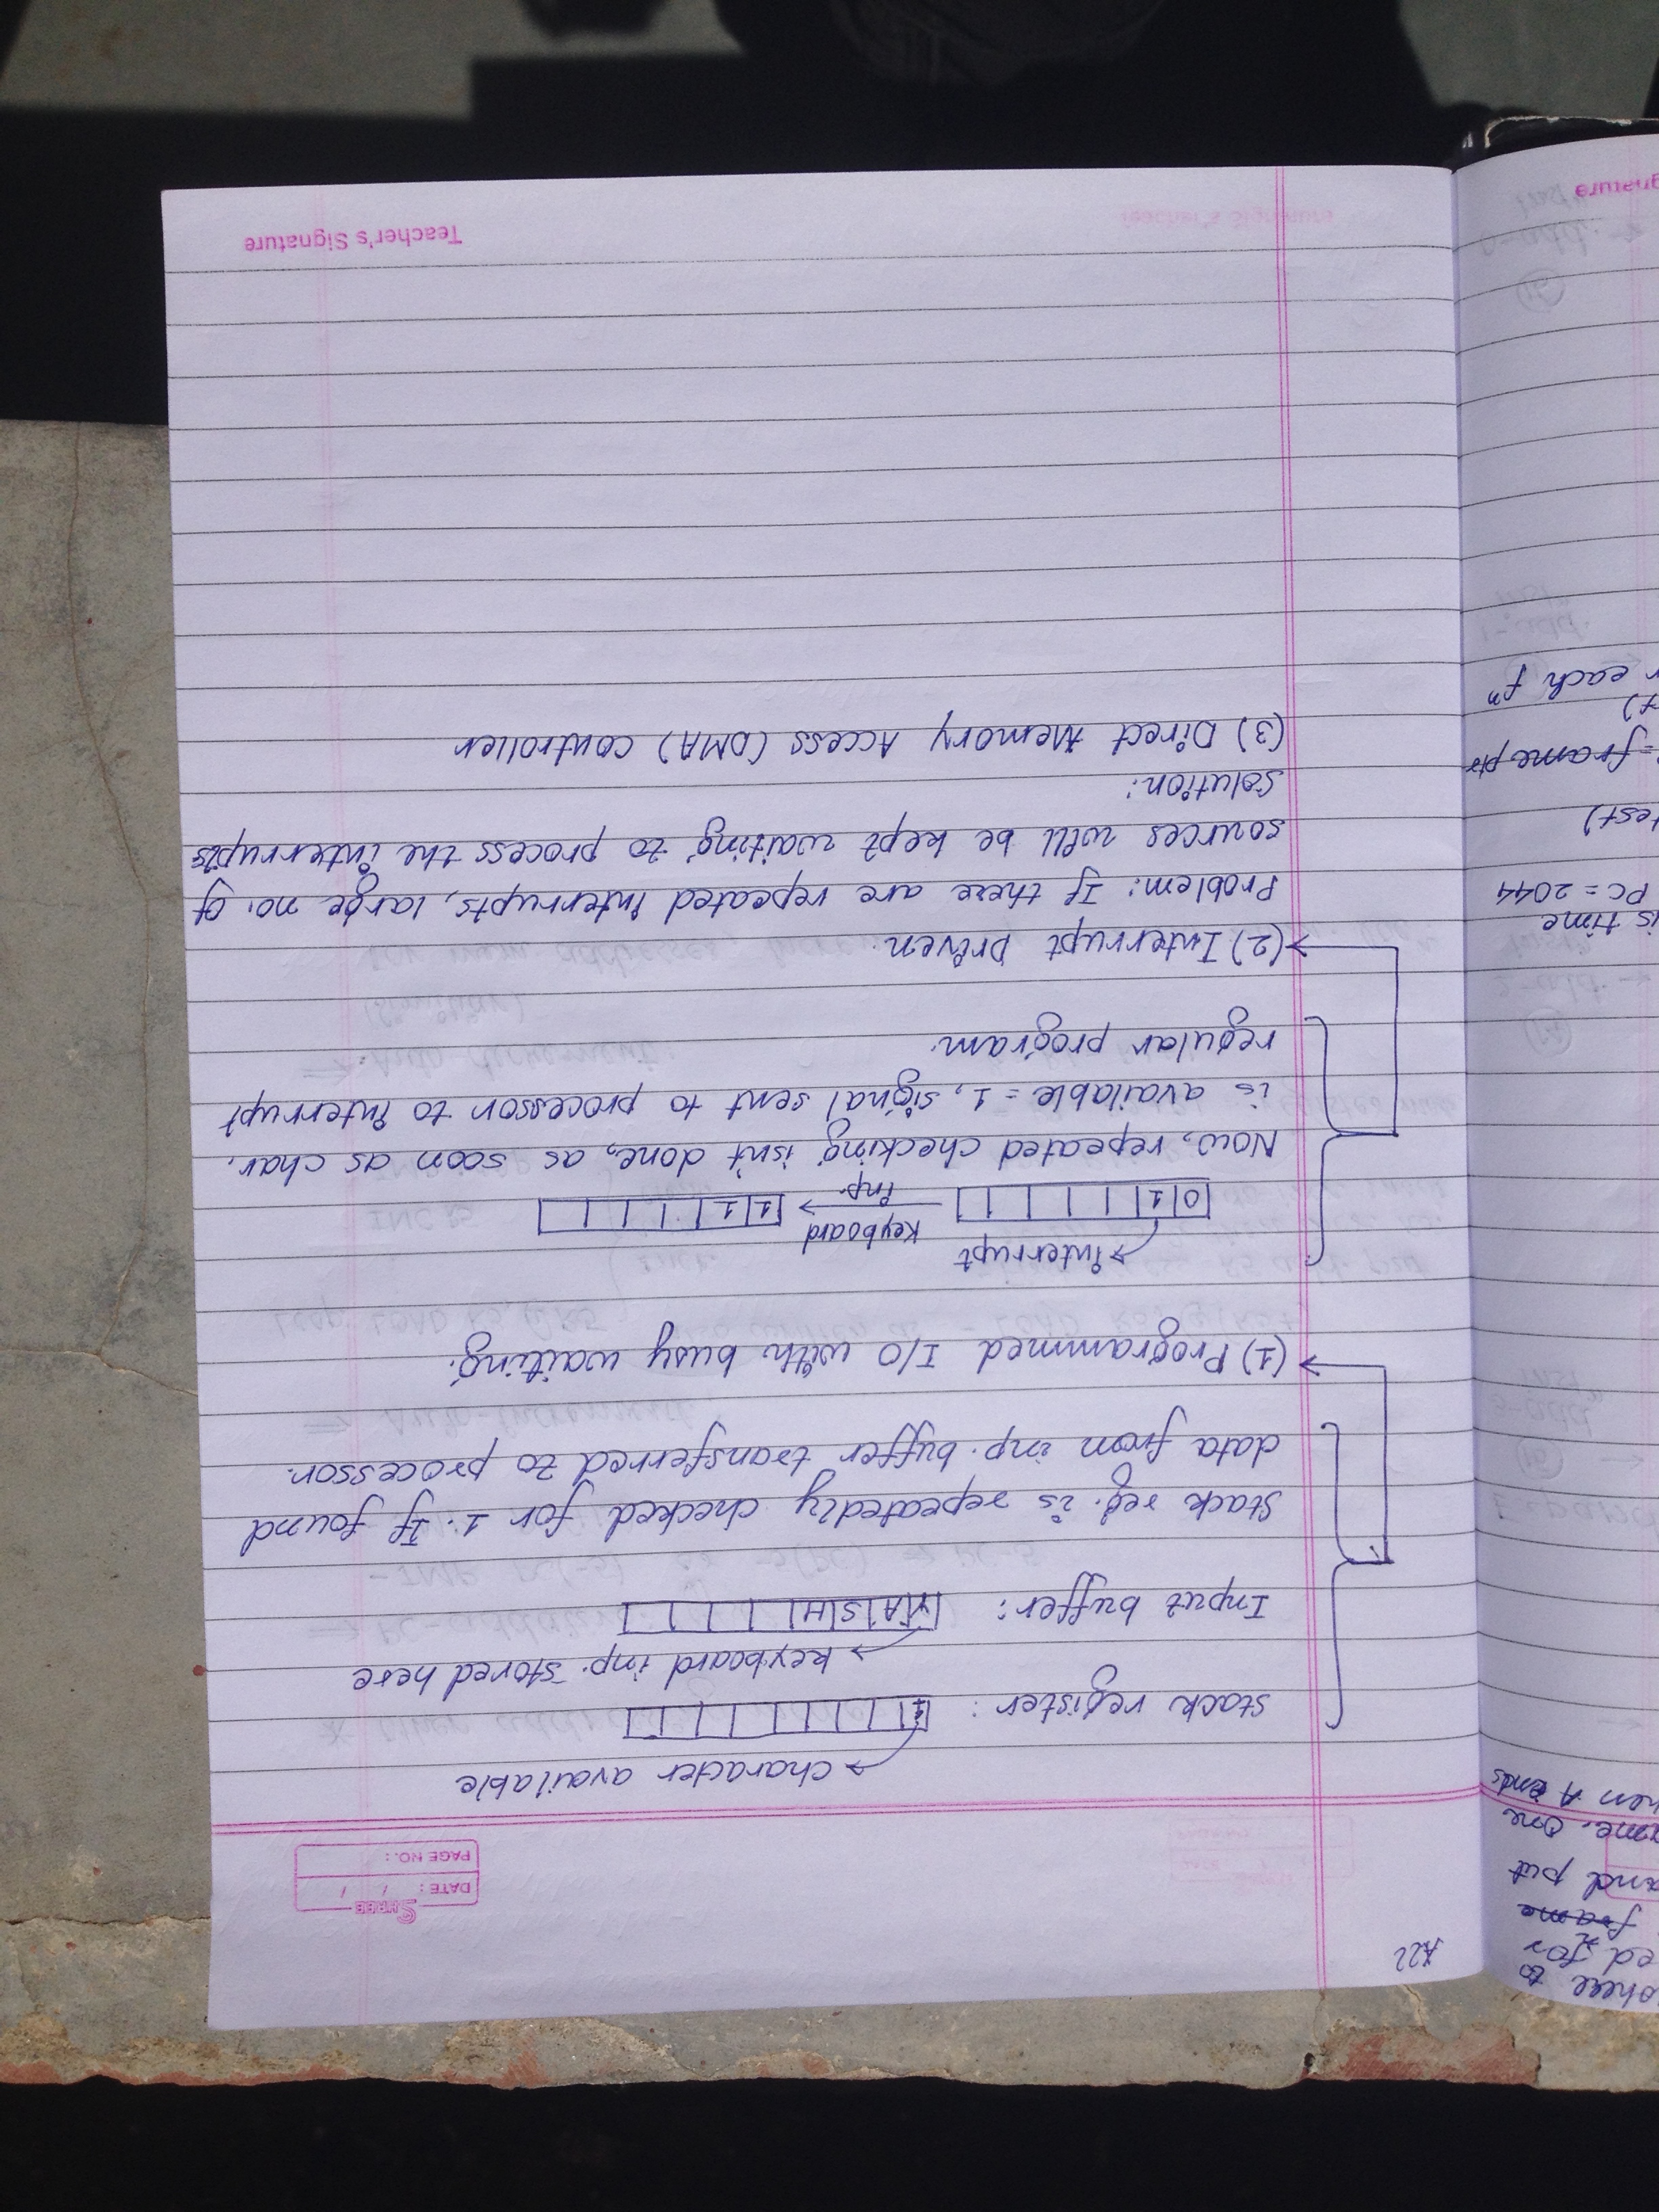 where to
ed for
frame
and put
ame. one
hen A ends
is time
PC = 2044
test)
frame ptr
r each fⁿ
gnature
A22
SHREE
DATE : / /
PAGE NO. :
character available
Stack register : 1
keyboard inp. stored here
Input buffer: Y A S H
Stack reg. is repeatedly checked for 1. If found
data from inp. buffer transferred to processor.
(1) Programmed I/O with busy waiting.
interrupt
0 1 Keyboard inp. 1 1
Now, repeated checking isn't done, as soon as char.
is available = 1, signal sent to processor to interrupt
regular program.
(2) Interrupt Driven.
Problem: If there are repeated interrupts, large no. of
sources will be kept waiting to process the interrupts
Solution:
(3) Direct Memory Access (DMA) controller
Teacher's Signature